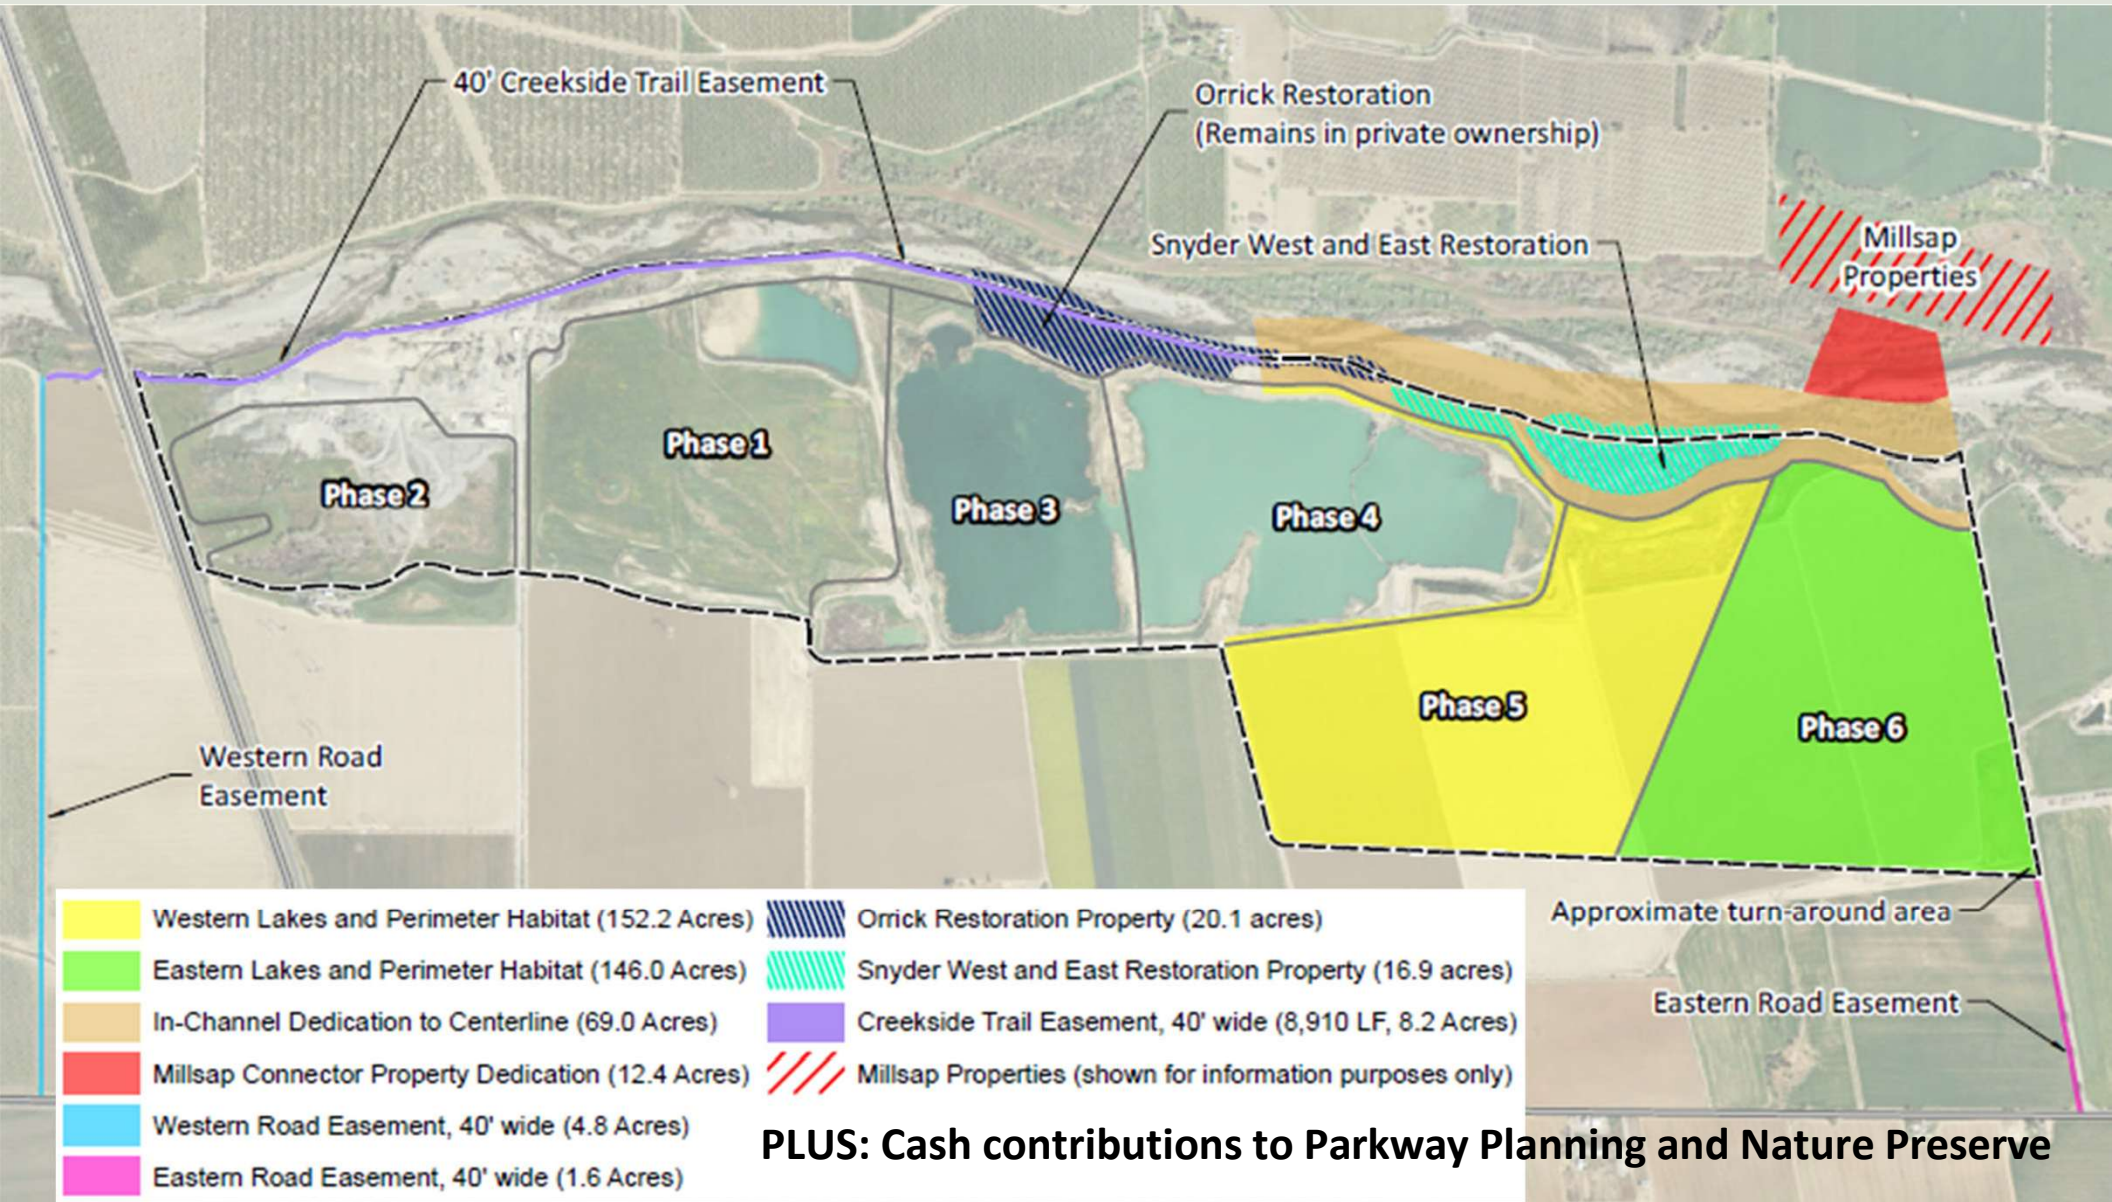 40' Creekside Trail Easement
Orrick Restoration
(Remains in private ownership)
Snyder West and East Restoration
Millsap
Properties
Phase 1
Phase 2
Phase 3
Phase 4
Phase 5
Phase 6
Western Road
Easement
Approximate turn-around area
Eastern Road Easement
Western Lakes and Perimeter Habitat (152.2 Acres)
Eastern Lakes and Perimeter Habitat (146.0 Acres)
In-Channel Dedication to Centerline (69.0 Acres)
Millsap Connector Property Dedication (12.4 Acres)
Western Road Easement, 40' wide (4.8 Acres)
Eastern Road Easement, 40' wide (1.6 Acres)
Orrick Restoration Property (20.1 acres)
Snyder West and East Restoration Property (16.9 acres)
Creekside Trail Easement, 40' wide (8,910 LF, 8.2 Acres)
Millsap Properties (shown for information purposes only)
PLUS: Cash contributions to Parkway Planning and Nature Preserve